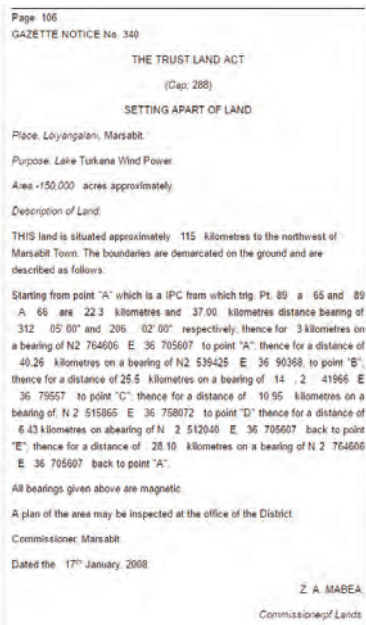 Page 106
GAZETTE NOTICE No. 340
THE TRUST LAND ACT
(Cap. 288)
SETTING APART OF LAND
Place. Loiyangalani, Marsabit.
Purpose. Lake Turkana Wind Power
Area -150,000 acres approximately
Description of Land.
THIS land is situated approximately 115 kilometres to the northwest of
Marsabit Town. The boundaries are demarcated on the ground and are
described as follows.
Starting from point "A" which is a IPC from which trig. Pt. 89 a 65 and 89
A 66 are 22.3 kilometres and 37.00 kilometres distance bearing of
312 05' 00" and 206 02' 00" respectively, thence for 3 kilometres on
a bearing of N2 764606 E 36 705607 to point "A"; thence for a distance of
40.26 kilometres on a bearing of N2 539425 E 36 90368, to point "B";
thence for a distance of 25.5 kilometres on a bearing of 14 , 2 41966 E
36 79557 to point "C"; thence for a distance of 10.95 kilometres on a
bearing of, N 2 515865 E 36 758072 to point "D" thence for a distance of
6.43 kilometres on abearing of N 2 512040 E 36 705607 back to point
"E"; thence for a distance of 28.10 kilometres on a bearing of N 2 764606
E 36 705607 back to point "A".
All bearings given above are magnetic.
A plan of the area may be inspected at the office of the District
Commissioner, Marsabit.
Dated the 17th January, 2008.
Z. A. MABEA,
Commissionerpf Lands.